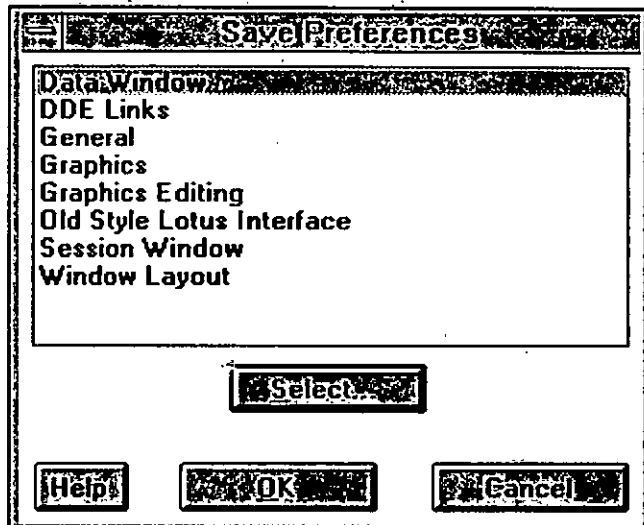 Save Preferences
Data Window
DDE Links
General
Graphics
Graphics Editing
Old Style Lotus Interface
Session Window
Window Layout
Select...
Help OK Cancel